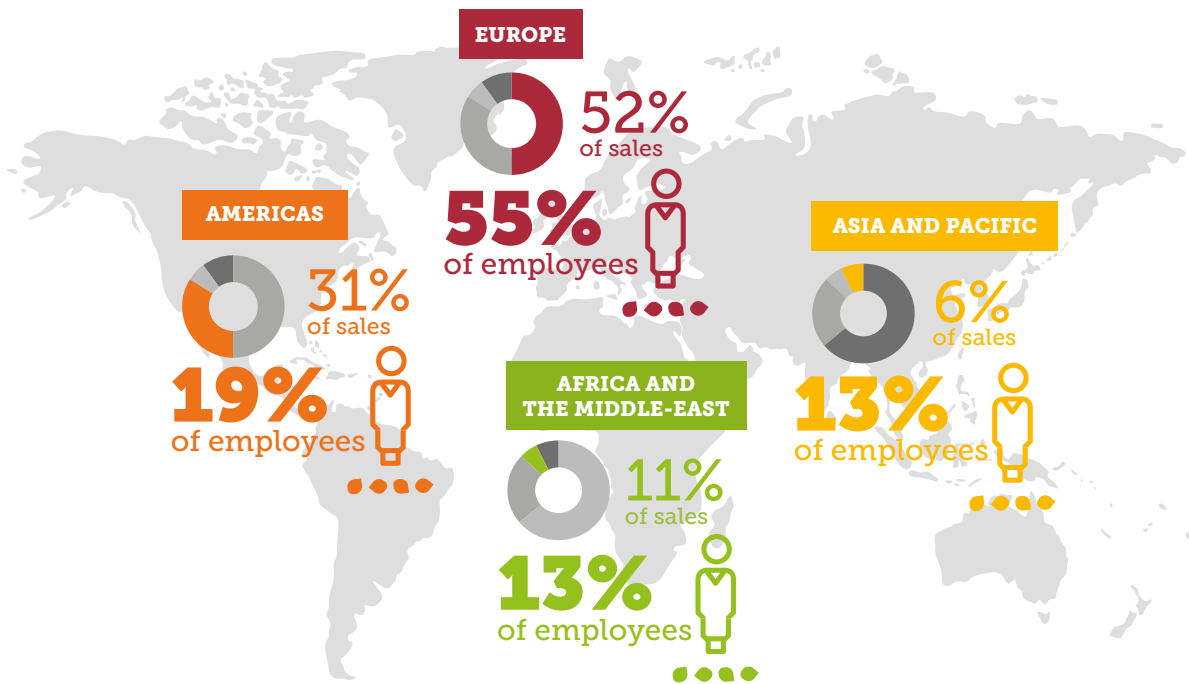 EUROPE
52%
of sales
55%
of employees
AMERICAS
31%
of sales
19%
of employees
ASIA AND PACIFIC
6%
of sales
13%
of employees
AFRICA AND
THE MIDDLE-EAST
11%
of sales
13%
of employees